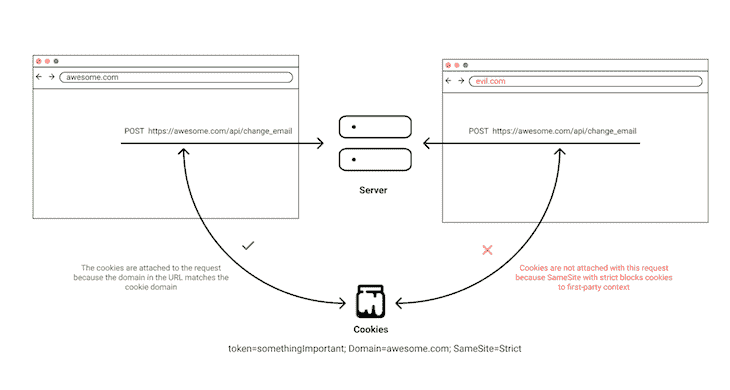 awesome.com
evil.com
POST https://awesome.com/api/change_email
POST https://awesome.com/api/change_email
Server
The cookies are attached to the request
because the domain in the URL matches the
cookie domain
Cookies are not attached with this request
because SameSite with strict blocks cookies
to first-party context
Cookies
token=somethingImportant; Domain=awesome.com; SameSite=Strict